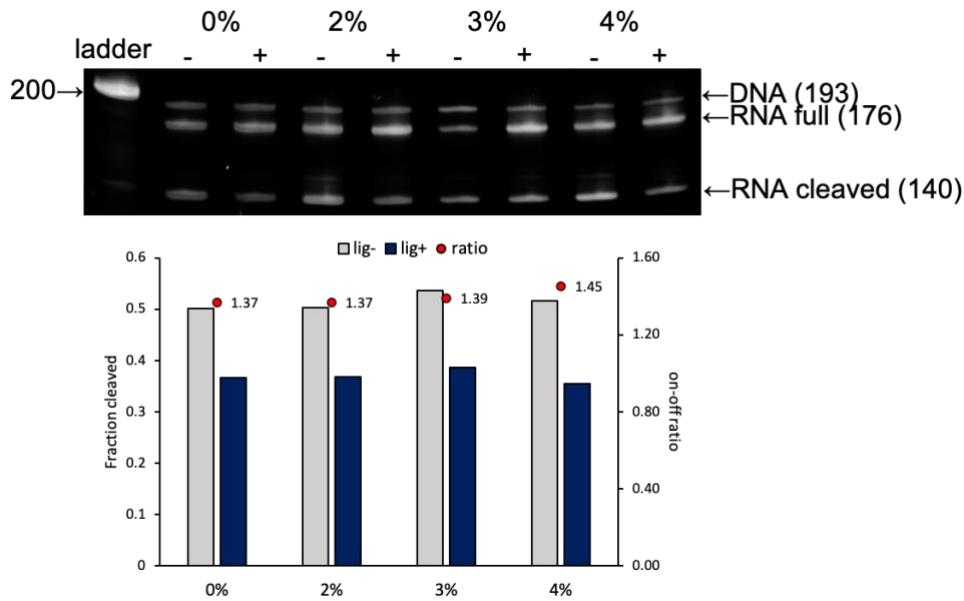 0% 2% 3% 4%
ladder - + - + - + - +
200→
←DNA (193)
←RNA full (176)
←RNA cleaved (140)
lig- lig+ ratio
0.6 1.60
0.5 1.37 1.37 1.39 1.45
1.20
0.4
0.3 0.80
0.2
0.40
0.1
0 0.00
Fraction cleaved
on-off ratio
0% 2% 3% 4%